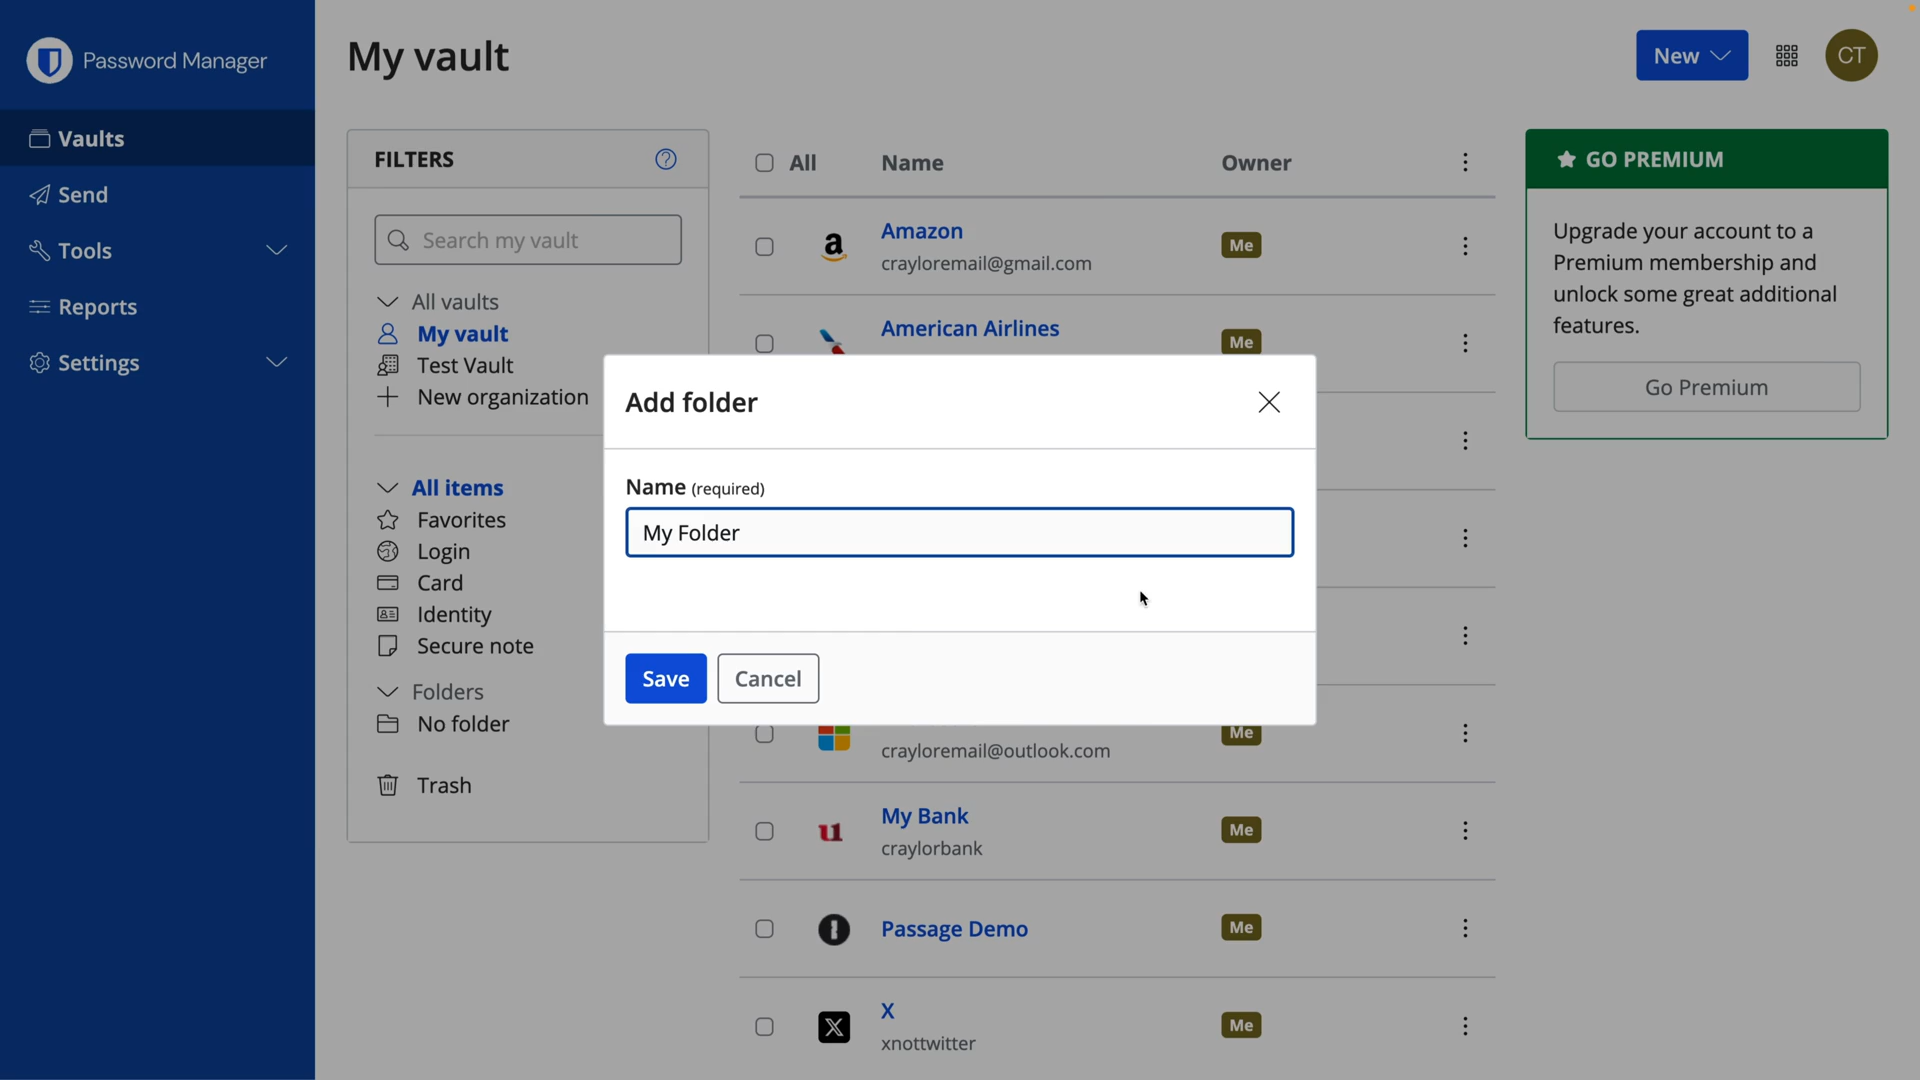 Password Manager
Vaults
Send
Tools
Reports
Settings
My vault
New
CT
FILTERS
Search my vault
All vaults
My vault
Test Vault
New organization
All items
Favorites
Login
Card
Identity
Secure note
Folders
No folder
Trash
All Name Owner
Amazon
crayloremail@gmail.com
Me
American Airlines
Me
Add folder
Name (required)
My Folder
Save Cancel
crayloremail@outlook.com
Me
My Bank
craylorbank
Me
Passage Demo
Me
X
xnottwitter
Me
GO PREMIUM
Upgrade your account to a
Premium membership and
unlock some great additional
features.
Go Premium